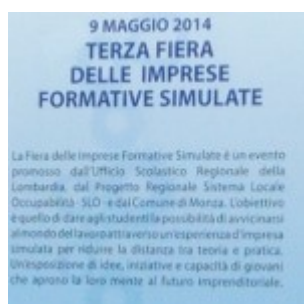 9 MAGGIO 2014
TERZA FIERA
DELLE IMPRESE
FORMATIVE SIMULATE
La Fiera delle Imprese Formative Simulate è un evento
promosso dall'Ufficio Scolastico Regionale della
Lombardia, dal Progetto Regionale Sistema Locale
Occupabilità SLO e dal Comune di Monza. L'obiettivo
è quello di dare agli studenti la possibilità di avvicinarsi
al mondo del lavoro attraverso un'esperienza d'impresa
simulata per ridurre la distanza tra teoria e pratica.
Un'esposizione di idee, iniziative e capacità di giovani
che aprono la loro mente al futuro imprenditoriale.